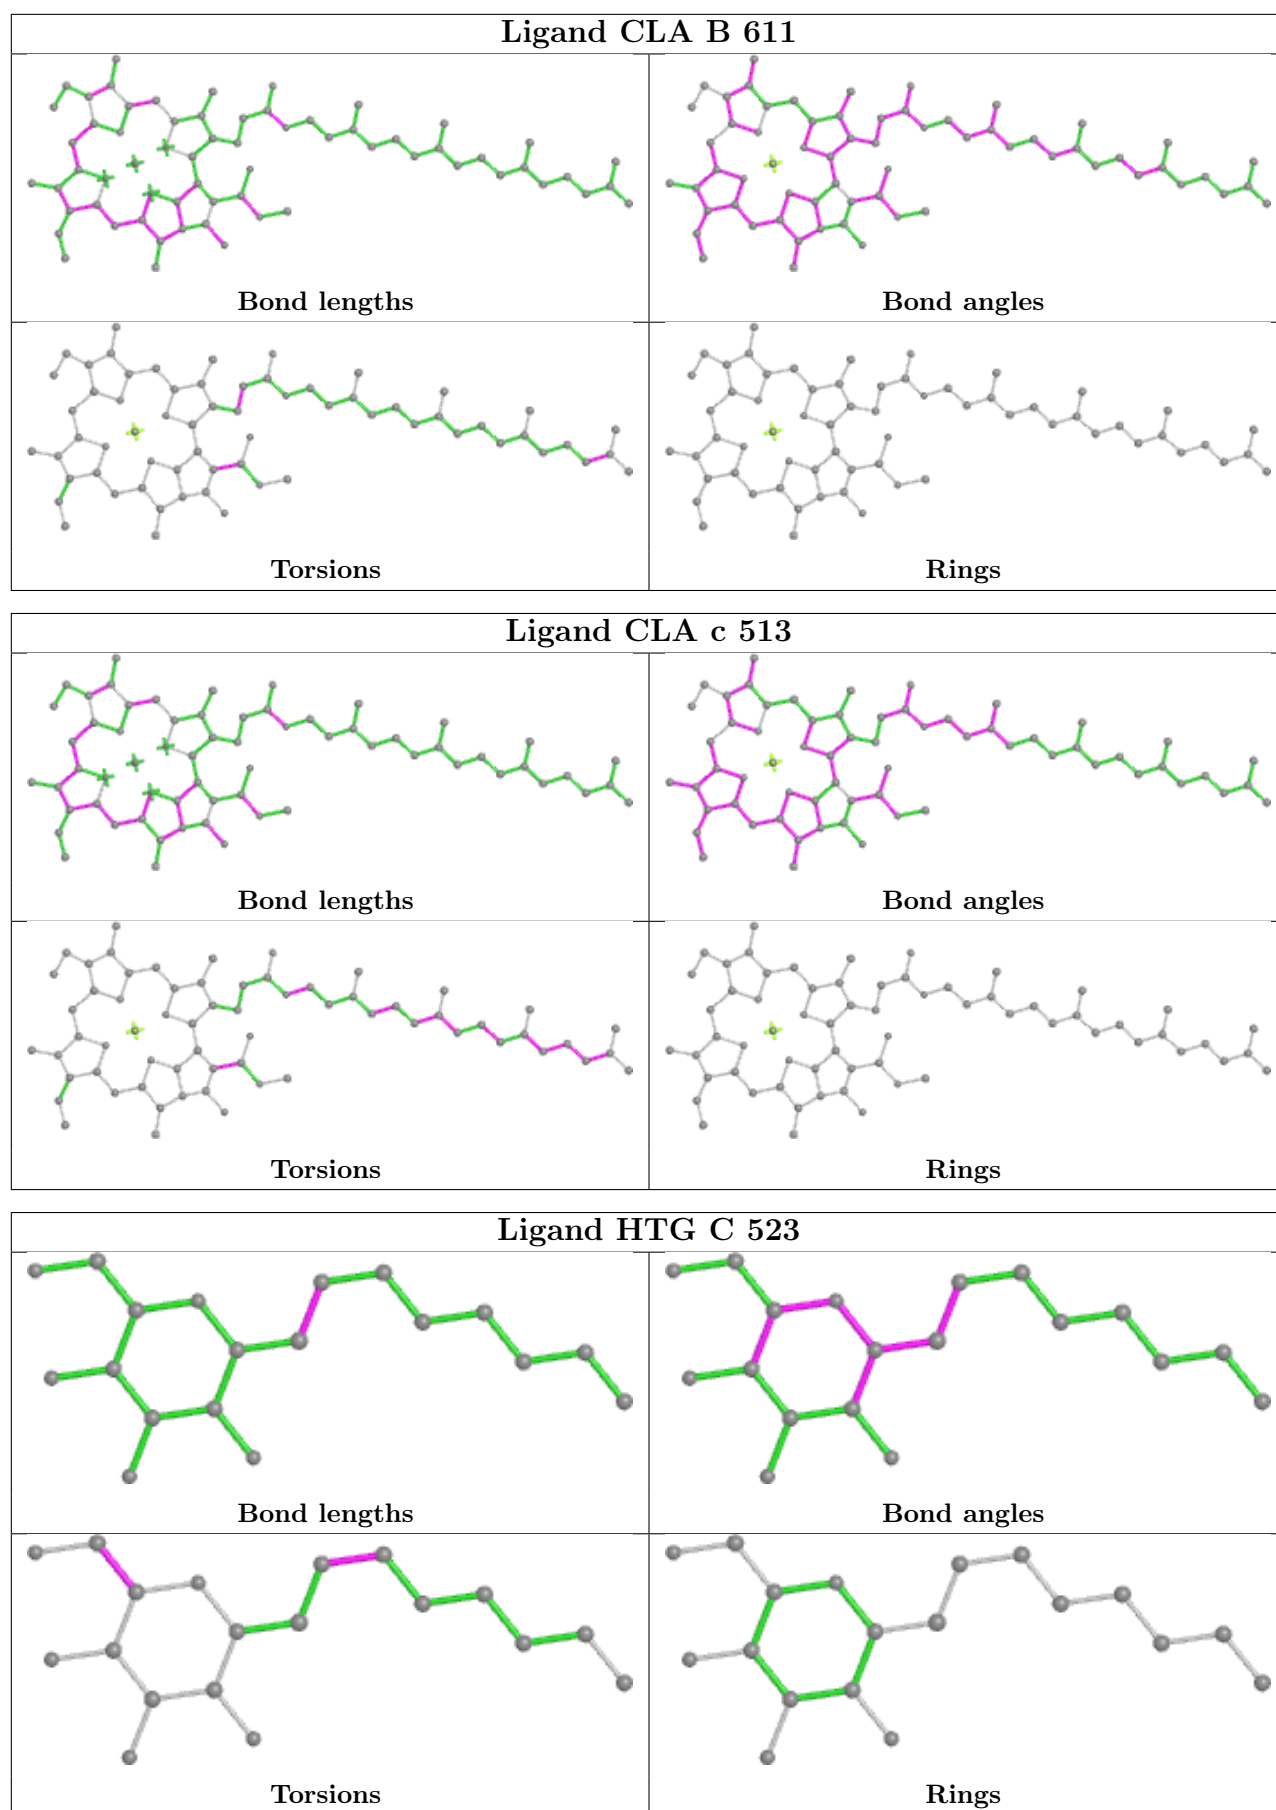 Ligand CLA B 611
Bond lengths
Bond angles
Torsions
Rings
Ligand CLA c 513
Bond lengths
Bond angles
Torsions
Rings
Ligand HTG C 523
Bond lengths
Bond angles
Torsions
Rings